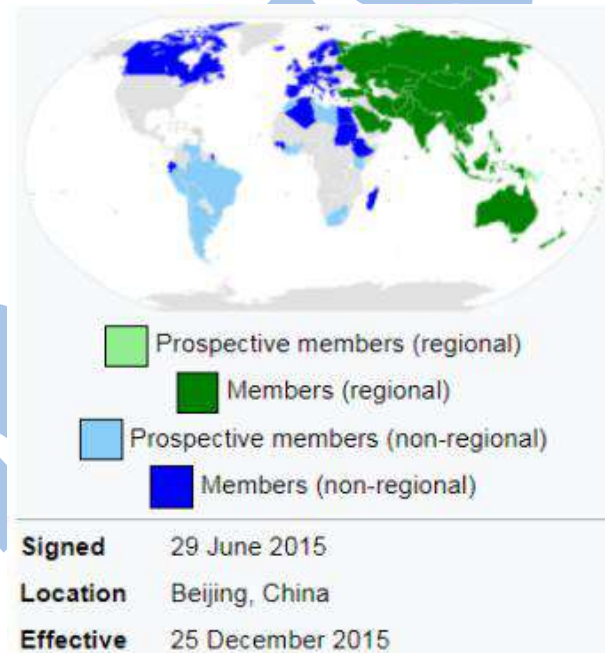 Prospective members (regional)
Members (regional)
Prospective members (non-regional)
Members (non-regional)
Signed 29 June 2015
Location Beijing, China
Effective 25 December 2015